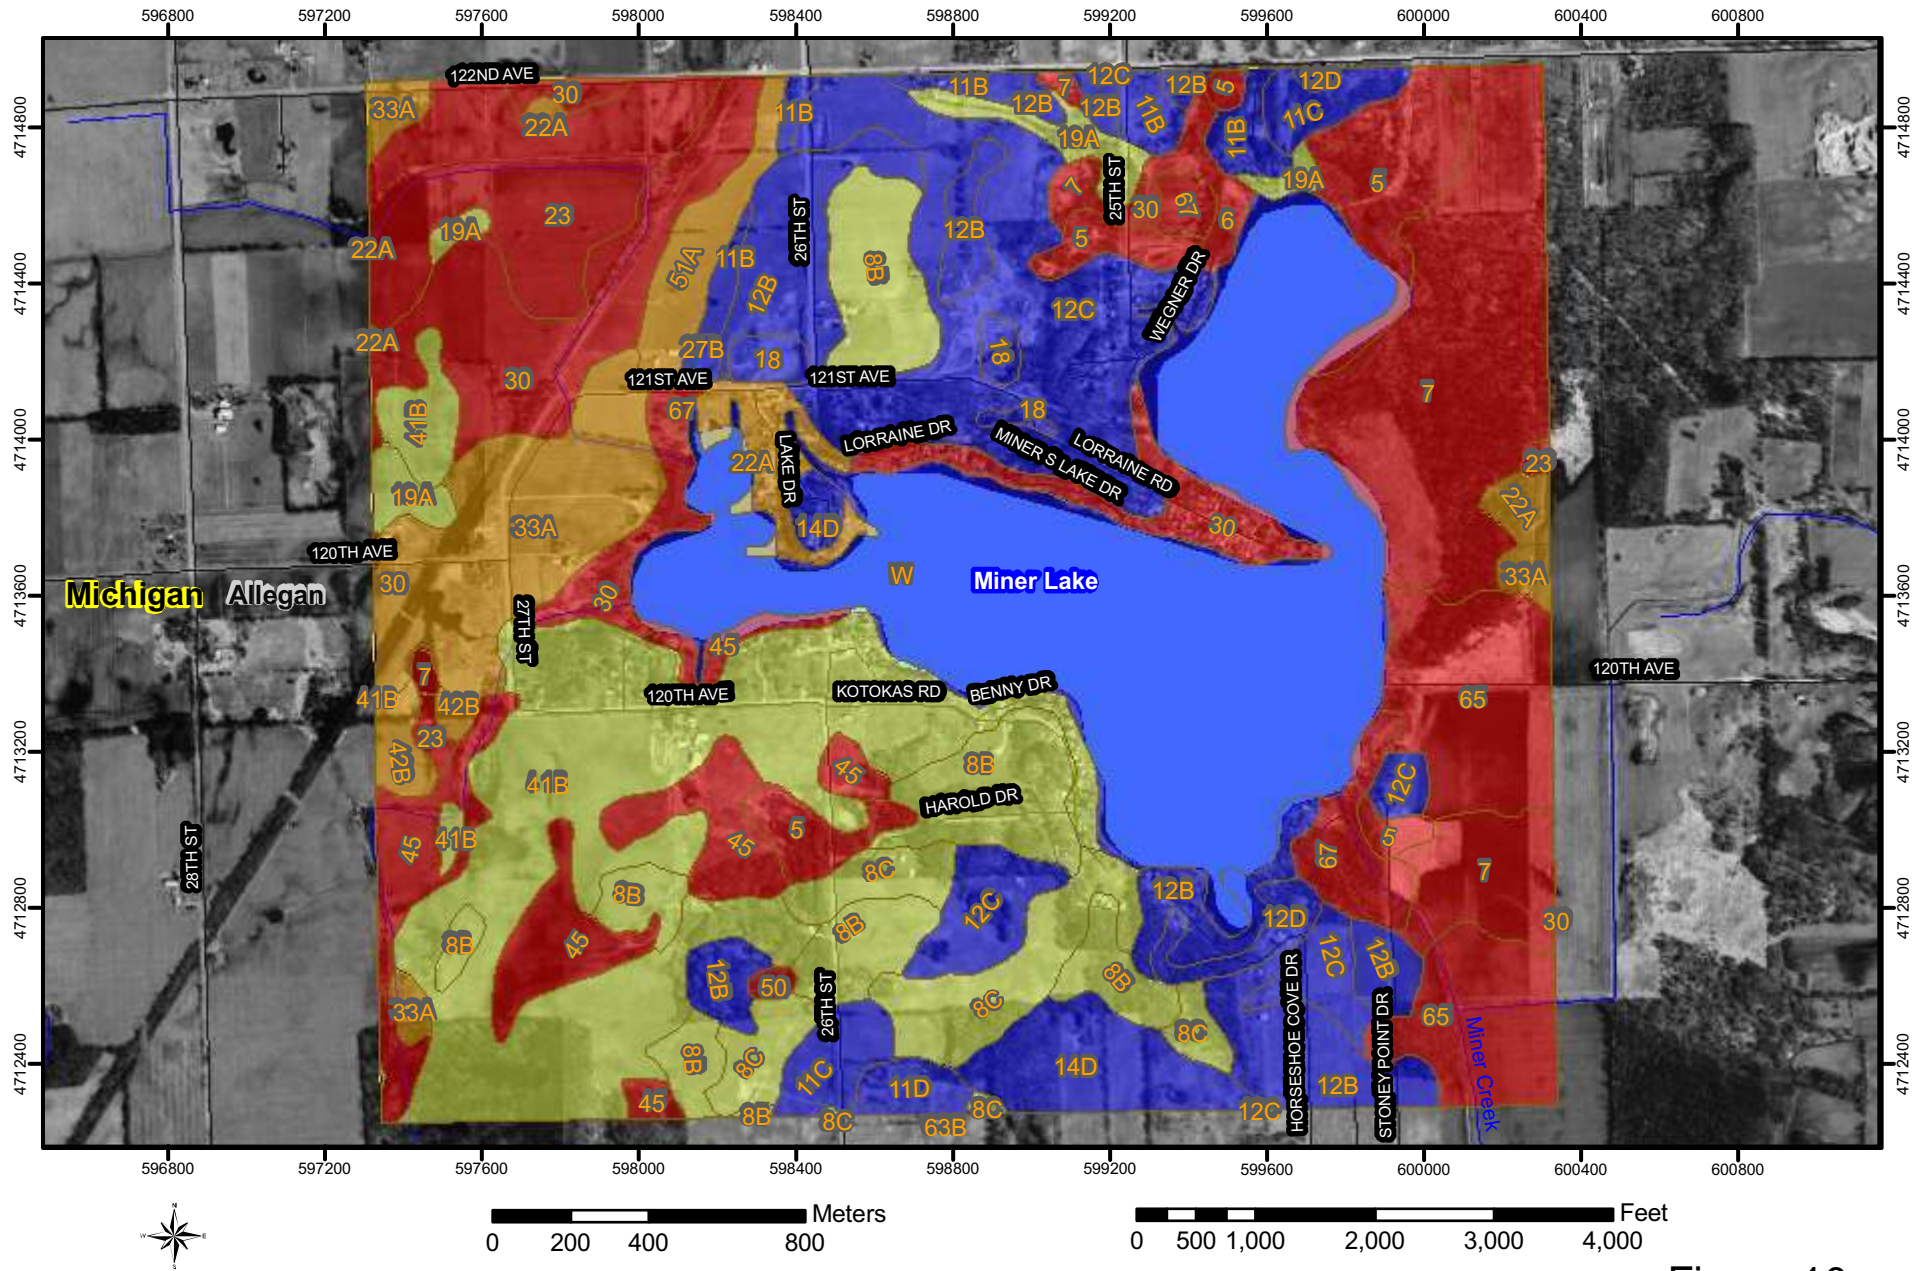 596800 597200 597600 598000 598400 598800 599200 599600 600000 600400 600800
122ND AVE
33A 30 22A 11B 11B 12B 7 12C 12B 11B 12B 5 12D 11C 11B
4714800 4714800
19A 7 25TH ST 30 67 6 5 19A 5
22A 19A 23 51A 11B 12B 26TH ST 8B 12B
4714400 4714400
12C WEGNER DR
22A 30 27B 18 18
121ST AVE 121ST AVE
41B 67 18 7
4714000 4714000
LORRAINE DR MINER S LAKE DR LORRAINE RD
22A LAKE DR 23
19A 33A 14D 30 22A
120TH AVE
30 W Miner Lake 33A
4713600 4713600
Michigan Allegan 30
27TH ST 45
7 120TH AVE KOTOKAS RD BENNY DR 120TH AVE
41B 42B 65
23
4713200 4713200
42B 41B 45 8B 12C
HAROLD DR
45 41B 45 5 5
28TH ST 8C 67 7
8B 12C 12B
4712800 4712800
8B 45 8B 12D 30
12B 50 26TH ST 12C 12B
8B
33A 8C 8C 65
HORSESHOE COVE DR STONEY POINT DR Miner Creek
4712400 4712400
8B 8C 11C 11D 14D 12B
45 8B 8C 63B 8C 12C
596800 597200 597600 598000 598400 598800 599200 599600 600000 600400 600800
N
W E
S
Meters
0 200 400 800
Feet
0 500 1,000 2,000 3,000 4,000